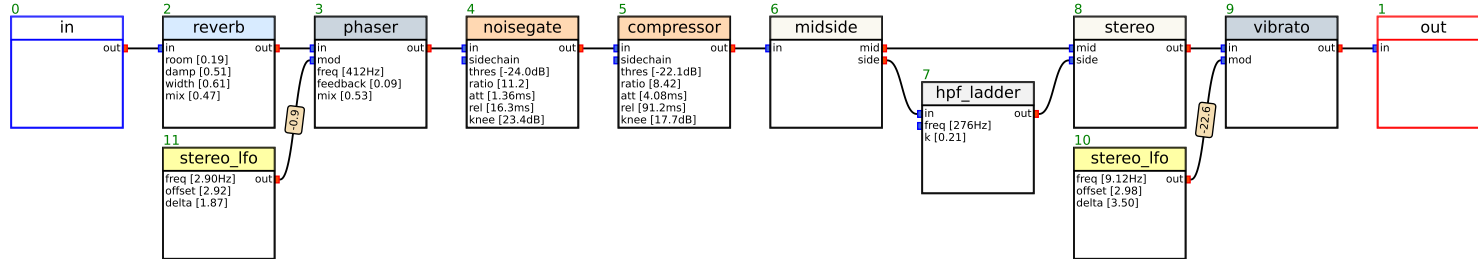 0
in
out
2
reverb
in
out
room [0.19]
damp [0.51]
width [0.61]
mix [0.47]
3
phaser
in
out
mod
freq [412Hz]
feedback [0.09]
mix [0.53]
4
noisegate
in
out
sidechain
thres [-24.0dB]
ratio [11.2]
att [1.36ms]
rel [16.3ms]
knee [23.4dB]
5
compressor
in
out
sidechain
thres [-22.1dB]
ratio [8.42]
att [4.08ms]
rel [91.2ms]
knee [17.7dB]
6
midside
in
mid
side
7
hpf_ladder
in
out
freq [276Hz]
k [0.21]
8
stereo
mid
out
side
9
vibrato
in
out
mod
1
out
in
11
stereo_lfo
freq [2.90Hz]
out
offset [2.92]
delta [1.87]
-0.9
10
stereo_lfo
freq [9.12Hz]
out
offset [2.98]
delta [3.50]
-22.6